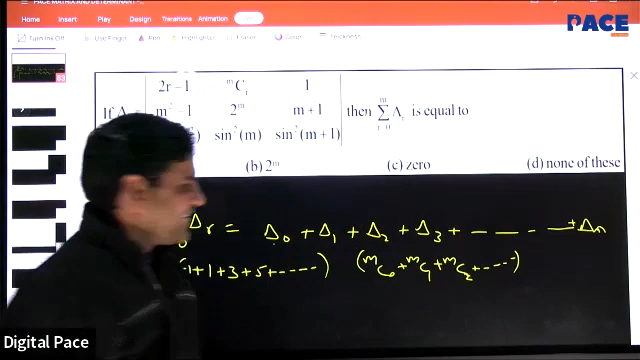 PACE MATRIX AND DETERMINANT
File Home Insert Draw Design Transitions Animation
Turn Ink Off Use Finger Pen Highlighter Eraser Color Thickness
PACE
83
2r – 1 ᵐCᵣ 1
If Δᵣ = m² – 1 2ᵐ m + 1 then Σ Δᵣ is equal to
sin²(m) sin²(m+1)
(b) 2ᵐ (c) zero (d) none of these
Δr = Δ₀ + Δ₁ + Δ₂ + Δ₃ + — — - — + Δm
-1 + 1 + 3 + 5 + ----- ) (ᵐC₀ + ᵐC₁ + ᵐC₂ + ---- )
Digital Pace